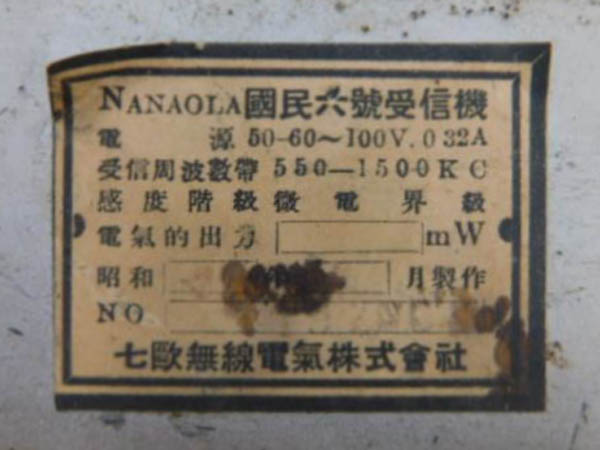 NANAOLA國民六號受信機
電源 50-60～100V. 0 32A
受信周波數帶 550—1500KC
感度階級微電界級
電氣的出力 mW
昭和 年 月製作
NO
七歐無線電氣株式會社